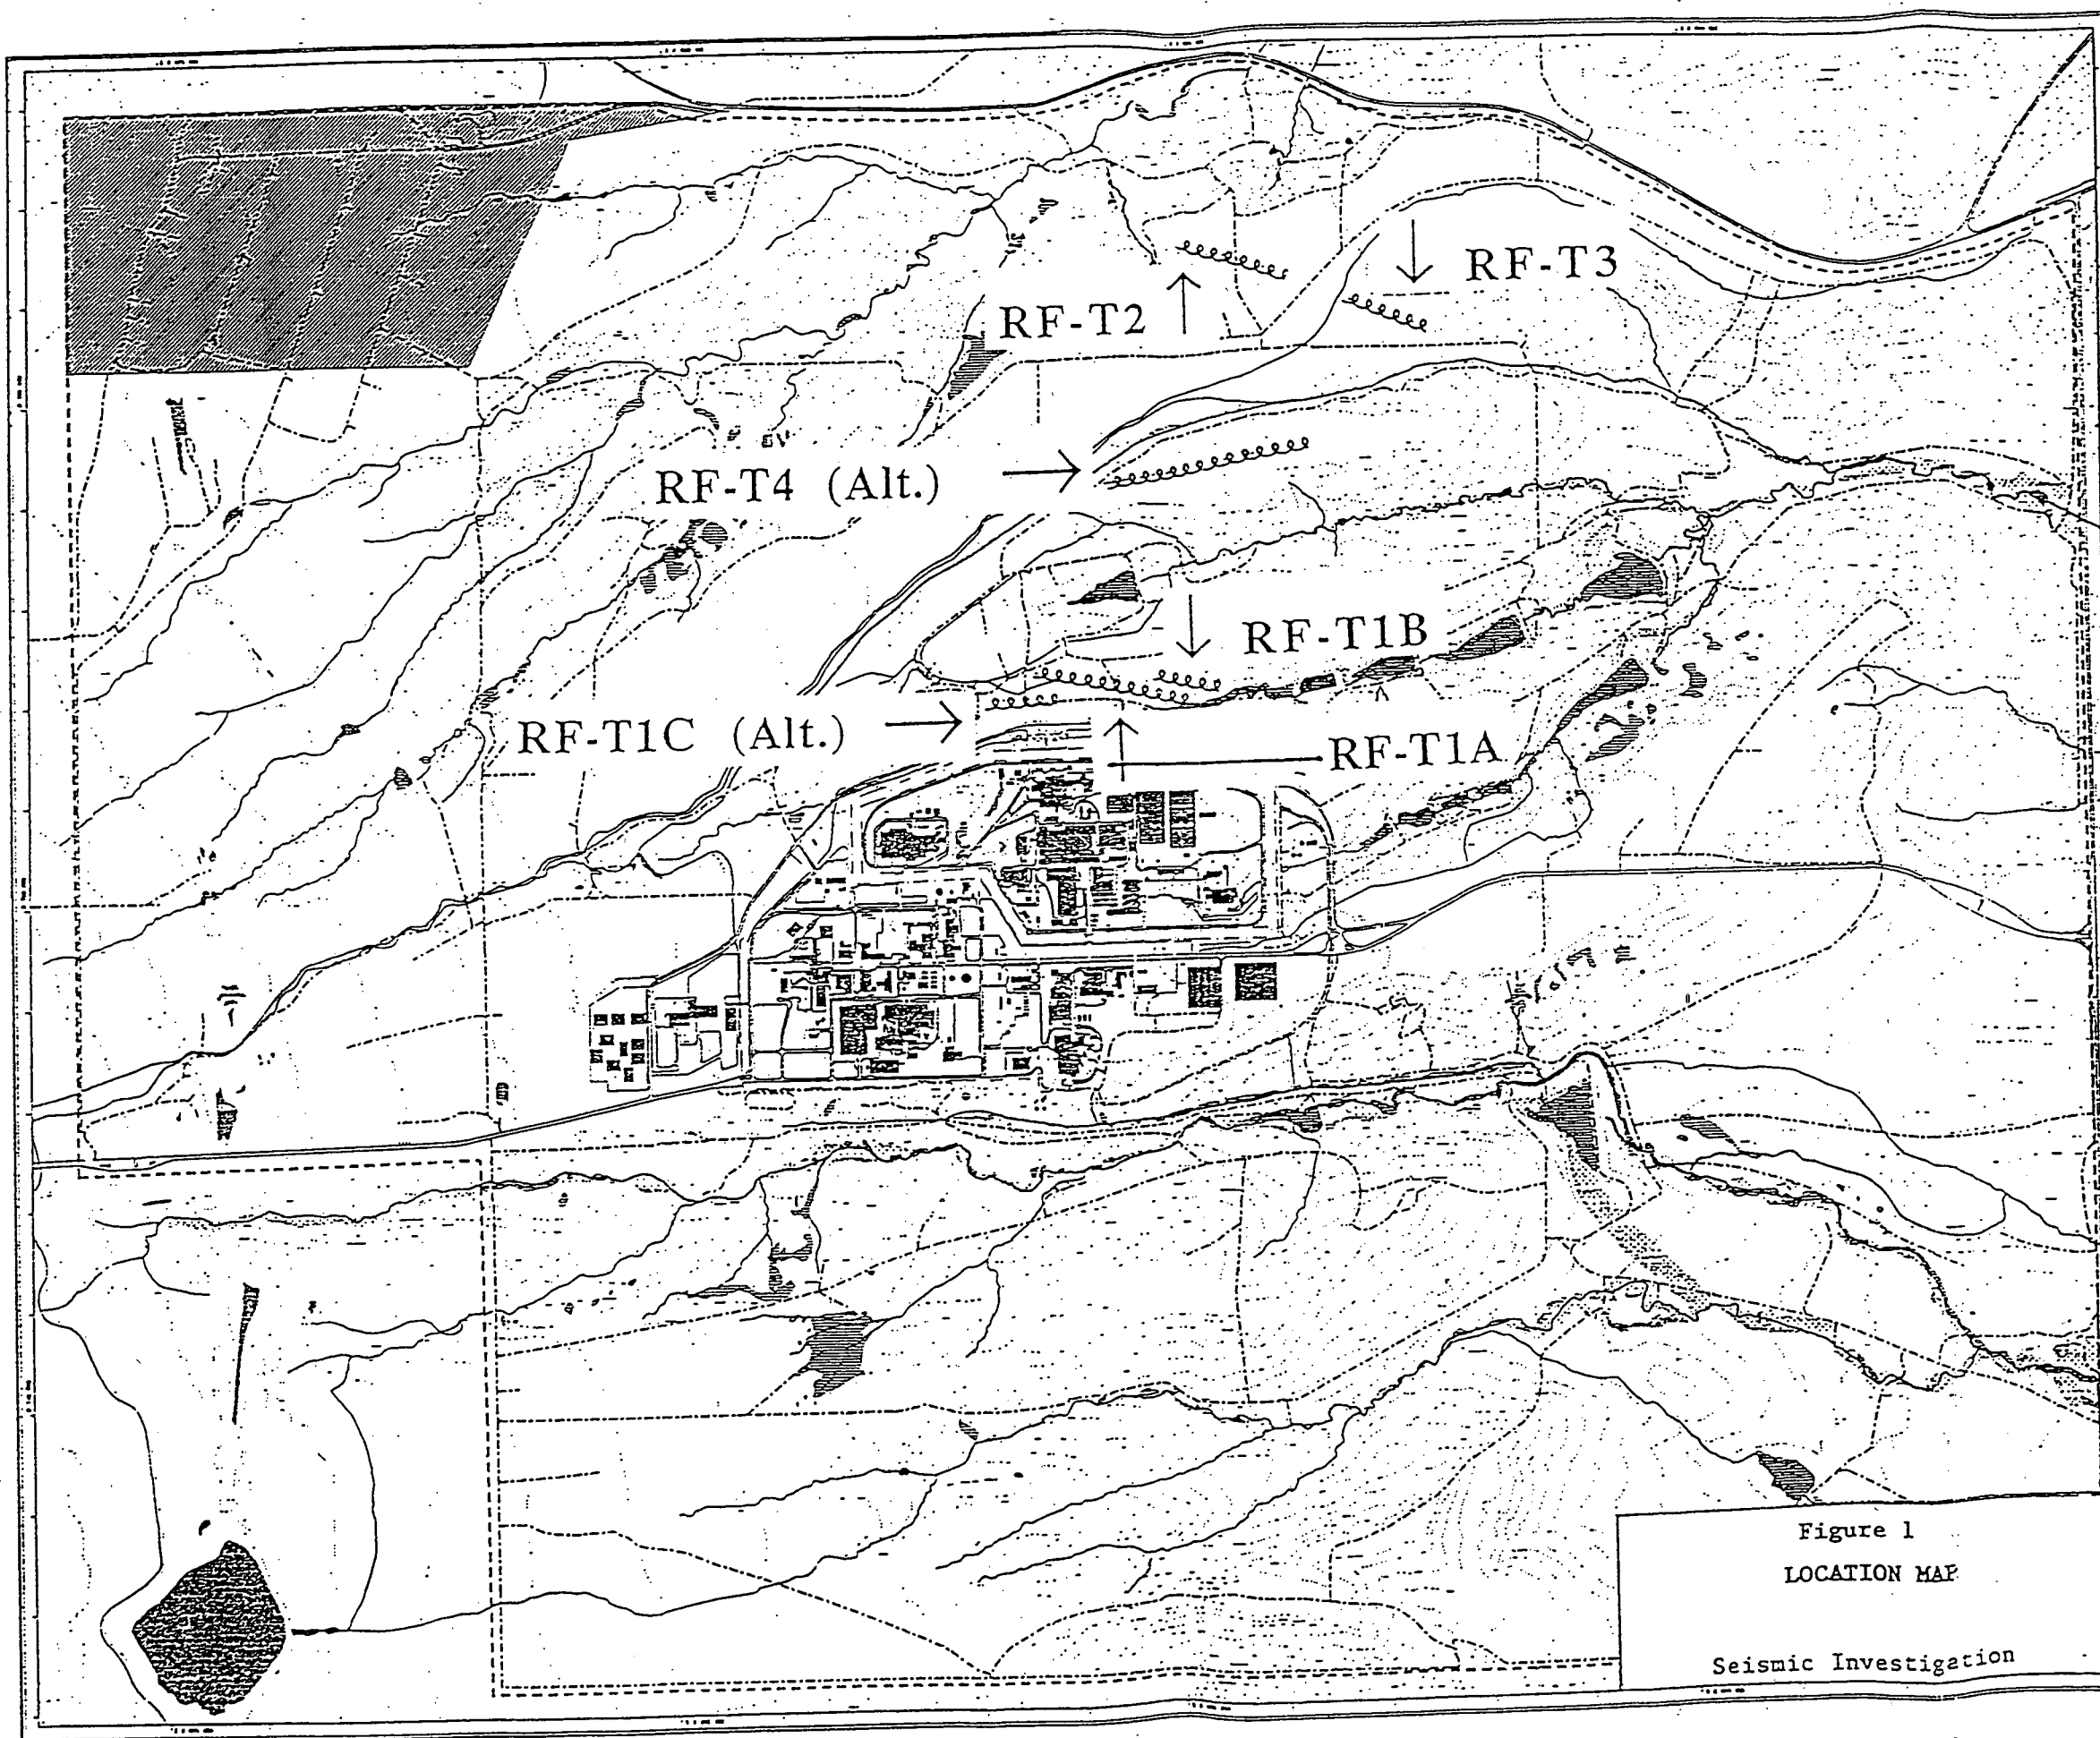 RF-T3
RF-T2
RF-T4 (Alt.)
RF-T1B
RF-T1C (Alt.)
RF-T1A
Figure 1
LOCATION MAP
Seismic Investigation